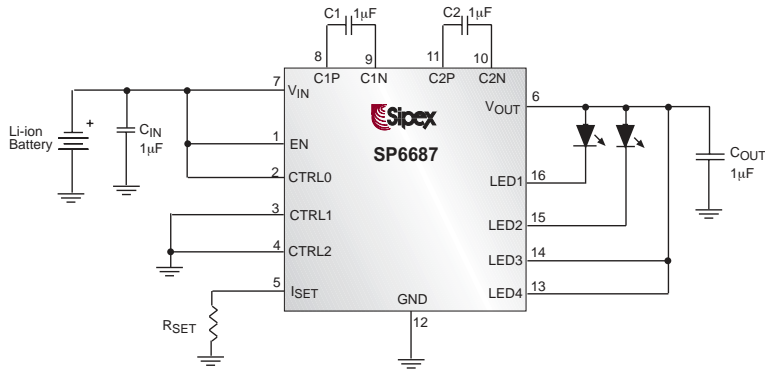 C1 1µF
C2 1µF
8
9
11
10
C1P C1N
C2P C2N
7
VIN
6
VOUT
Sipex
SP6687
Li-ion
Battery
+
CIN
1µF
1
EN
2
CTRL0
3
CTRL1
4
CTRL2
5
ISET
RSET
16
LED1
15
LED2
14
LED3
13
LED4
COUT
1µF
GND
12